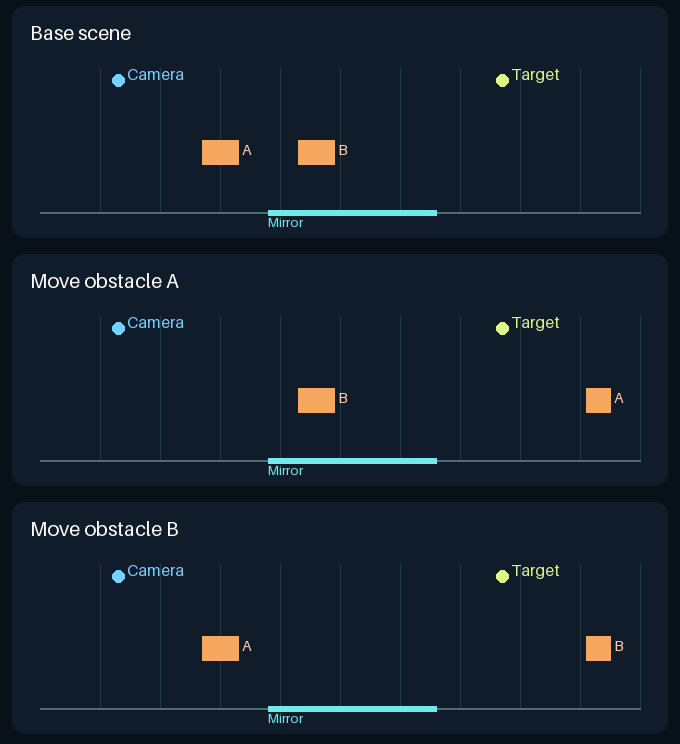 Base scene
Camera
Target
A
B
Mirror
Move obstacle A
Camera
Target
B
A
Mirror
Move obstacle B
Camera
Target
A
B
Mirror